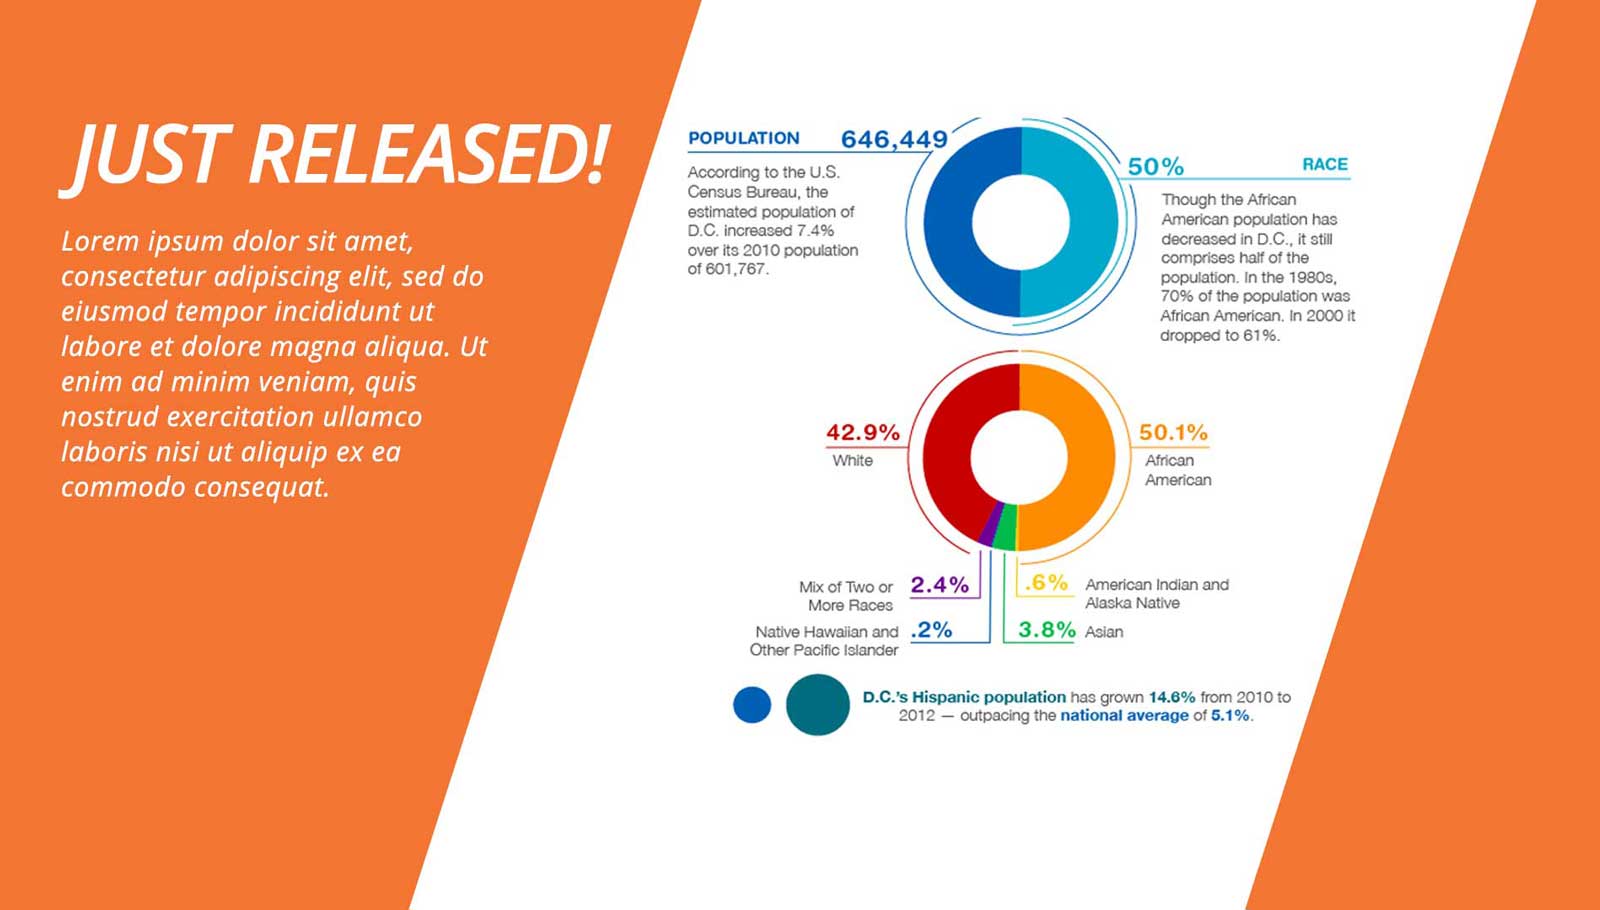 JUST RELEASED!
Lorem ipsum dolor sit amet,
consectetur adipiscing elit, sed do
eiusmod tempor incididunt ut
labore et dolore magna aliqua. Ut
enim ad minim veniam, quis
nostrud exercitation ullamco
laboris nisi ut aliquip ex ea
commodo consequat.
POPULATION 646,449
According to the U.S.
Census Bureau, the
estimated population of
D.C. increased 7.4%
over its 2010 population
of 601,767.
50% RACE
Though the African
American population has
decreased in D.C., it still
comprises half of the
population. In the 1980s,
70% of the population was
African American. In 2000 it
dropped to 61%.
42.9%
White
50.1%
African
American
Mix of Two or
More Races
2.4%
.6%
American Indian and
Alaska Native
Native Hawaiian and
Other Pacific Islander
.2%
3.8% Asian
D.C.'s Hispanic population has grown 14.6% from 2010 to
2012 — outpacing the national average of 5.1%.